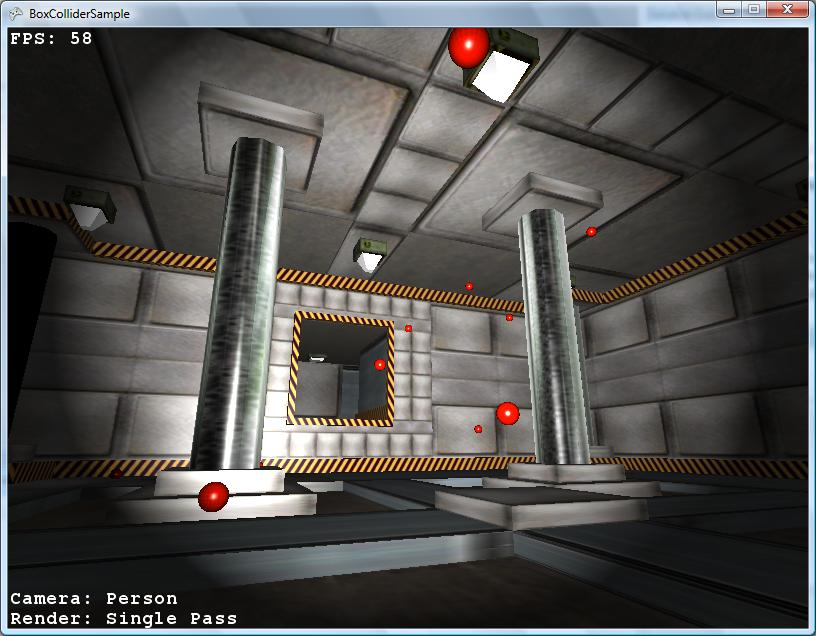 BoxColliderSample
FPS: 58
Camera: Person
Render: Single Pass